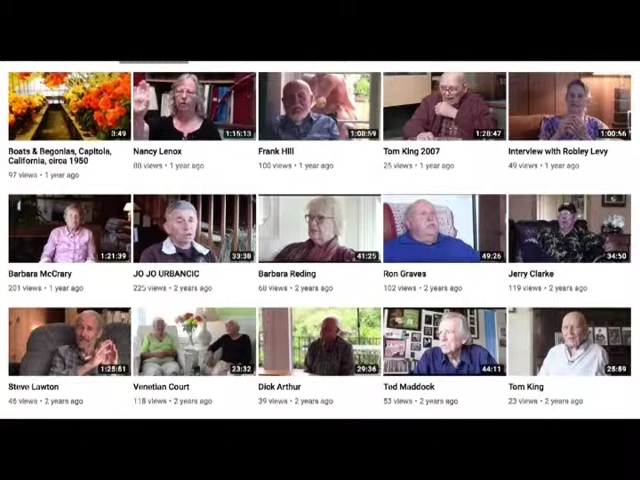 3:49
1:15:13
1:08:59
1:28:47
1:00:56
Boats & Begonias, Capitola,
California, circa 1950
97 views • 1 year ago
Nancy Lenox
88 views • 1 year ago
Frank Hill
100 views • 1 year ago
Tom King 2007
25 views • 1 year ago
Interview with Robley Levy
49 views • 1 year ago
1:21:39
33:38
41:25
49:26
34:50
Barbara McCrary
201 views • 1 year ago
JO JO URBANCIC
225 views • 2 years ago
Barbara Reding
68 views • 2 years ago
Ron Graves
102 views • 2 years ago
Jerry Clarke
119 views • 2 years ago
1:25:51
23:32
29:36
44:11
25:59
Steve Lawton
46 views • 2 years ago
Venetian Court
118 views • 2 years ago
Dick Arthur
39 views • 2 years ago
Ted Maddock
53 views • 2 years ago
Tom King
23 views • 2 years ago